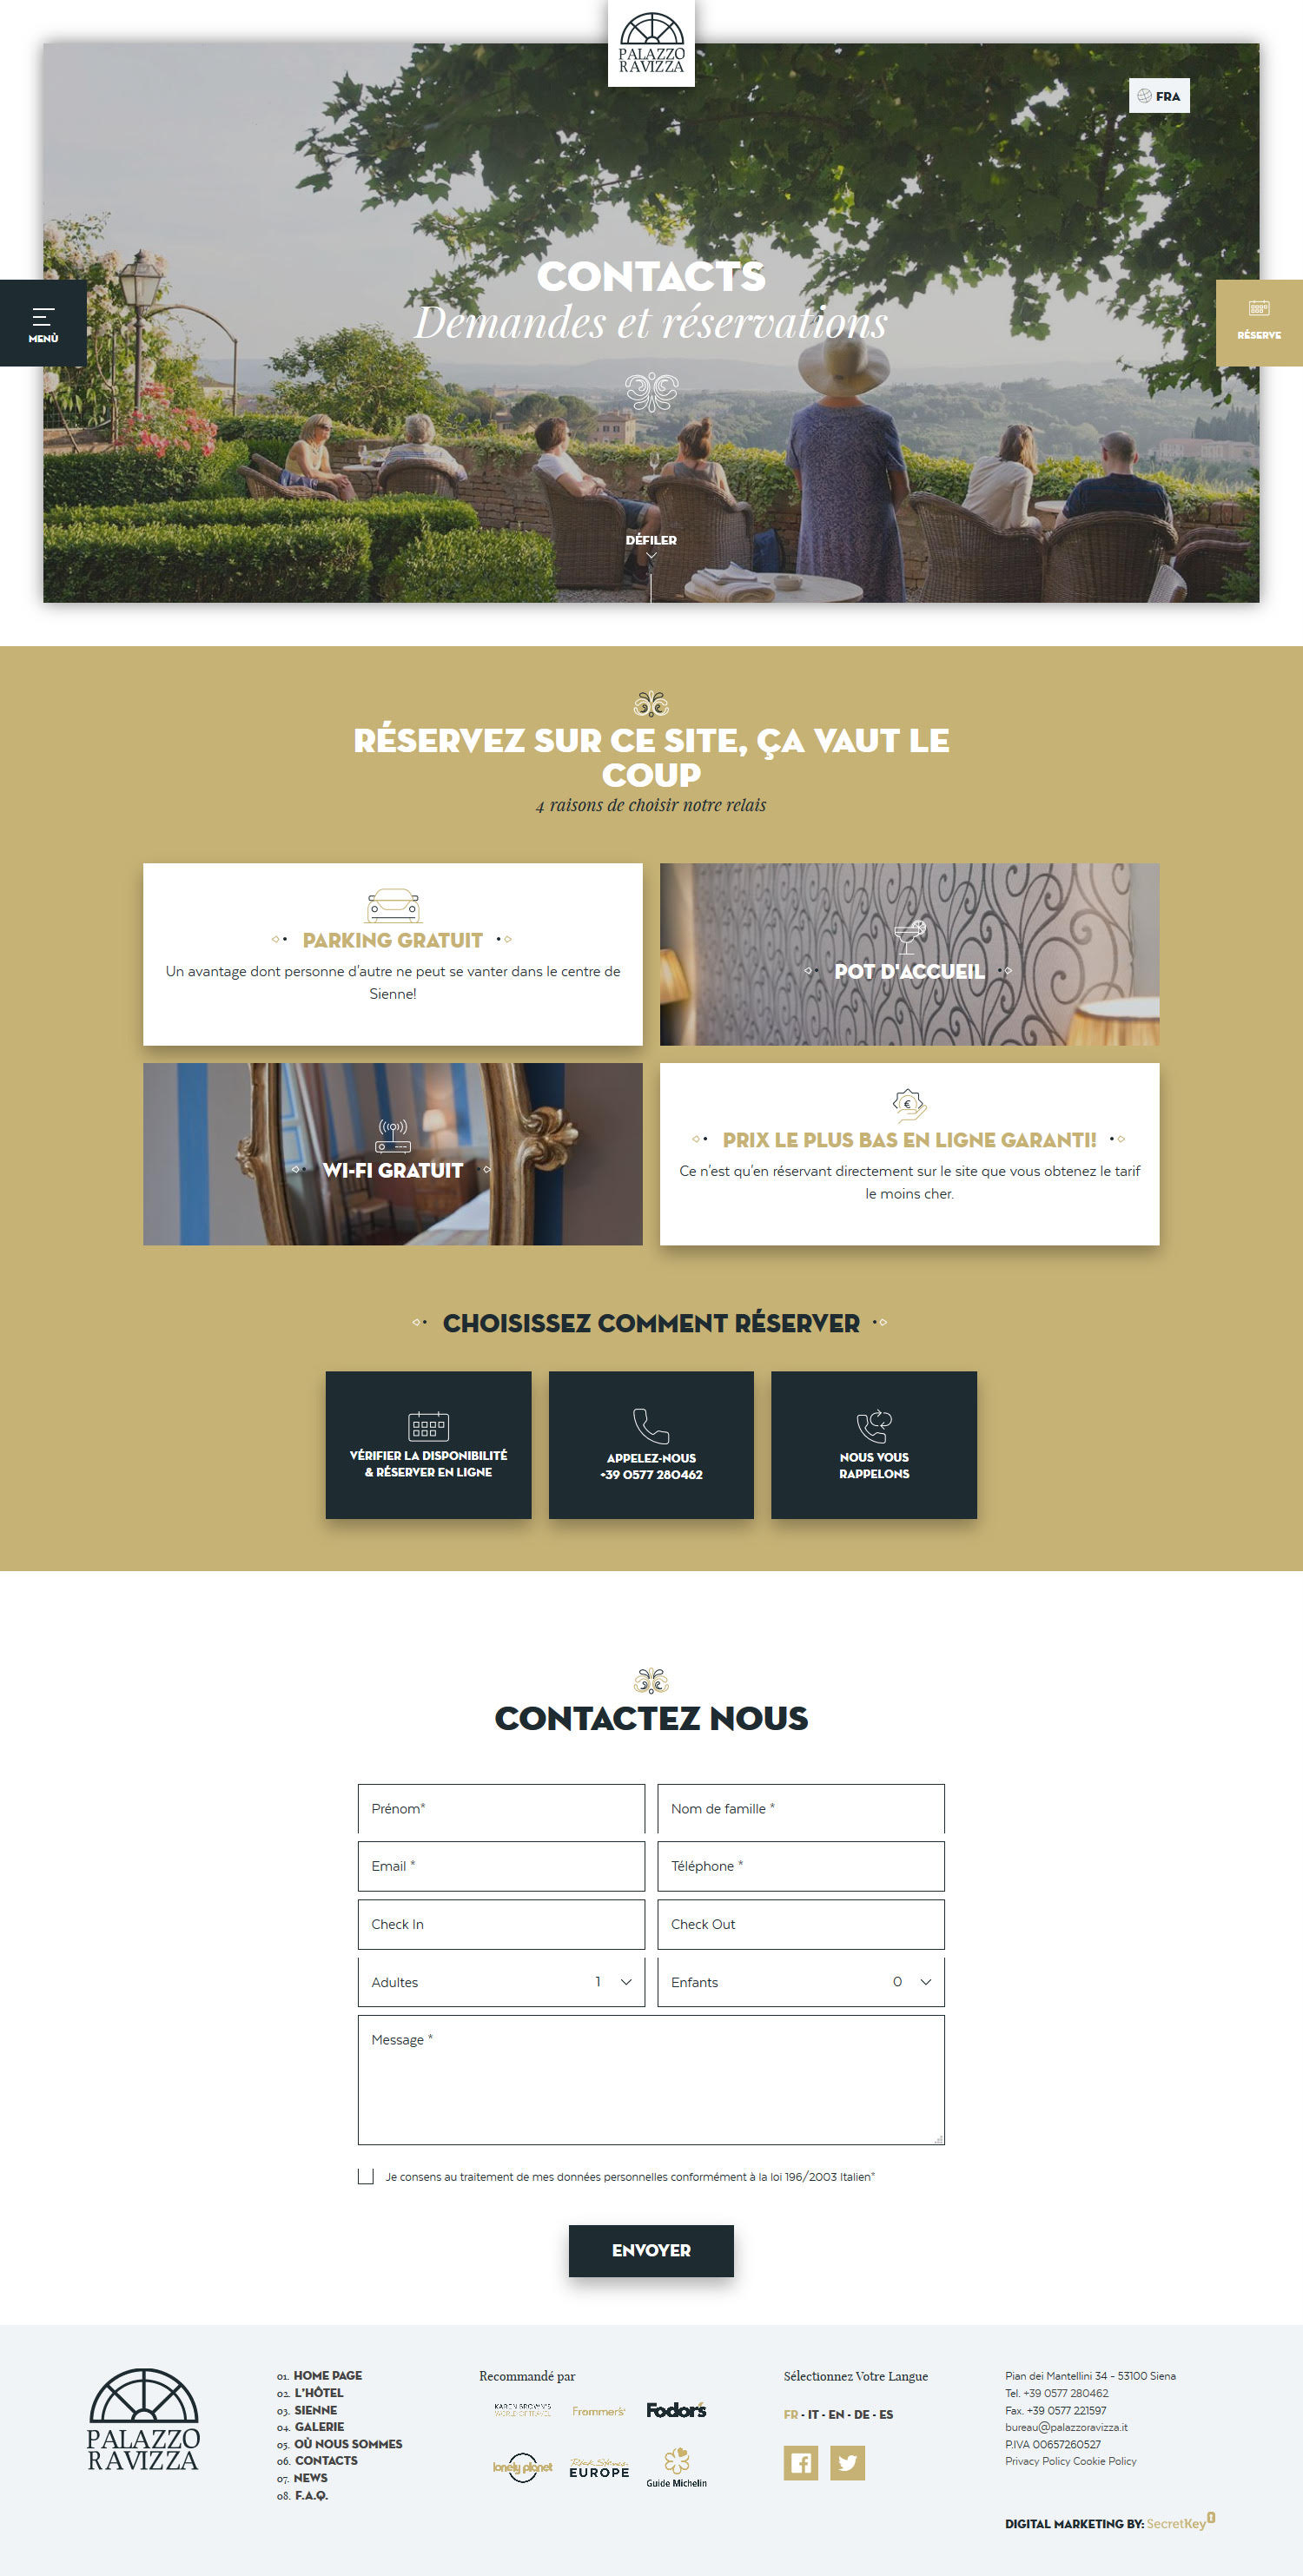 PALAZZO
RAVIZZA
FRA
CONTACTS
Demandes et réservations
MENÙ
RÉSERVE
DÉFILER
RÉSERVEZ SUR CE SITE, ÇA VAUT LE
COUP
4 raisons de choisir notre relais
PARKING GRATUIT
Un avantage dont personne d'autre ne peut se vanter dans le centre de
Sienne!
POT D'ACCUEIL
WI-FI GRATUIT
PRIX LE PLUS BAS EN LIGNE GARANTI!
Ce n'est qu'en réservant directement sur le site que vous obtenez le tarif
le moins cher.
CHOISISSEZ COMMENT RÉSERVER
VÉRIFIER LA DISPONIBILITÉ
& RÉSERVER EN LIGNE
APPELEZ-NOUS
+39 0577 280462
NOUS VOUS
RAPPELONS
CONTACTEZ NOUS
Prénom*
Nom de famille *
Email *
Téléphone *
Check In
Check Out
Adultes 1
Enfants 0
Message *
Je consens au traitement de mes données personnelles conformément à la loi 196/2003 Italien*
ENVOYER
PALAZZO
RAVIZZA
01. HOME PAGE
02. L'HÔTEL
03. SIENNE
04. GALERIE
05. OÙ NOUS SOMMES
06. CONTACTS
07. NEWS
08. F.A.Q.
Recommandé par
KAREN BROWN'S
WORLD OF TRAVEL
Frommer's
Fodor's
lonely planet
Rick Steves'
EUROPE
Guide Michelin
Sélectionnez Votre Langue
FR - IT - EN - DE - ES
Pian dei Mantellini 34 - 53100 Siena
Tel. +39 0577 280462
Fax. +39 0577 221597
bureau@palazzoravizza.it
P.IVA 00657260527
Privacy Policy Cookie Policy
DIGITAL MARKETING BY: SecretKey